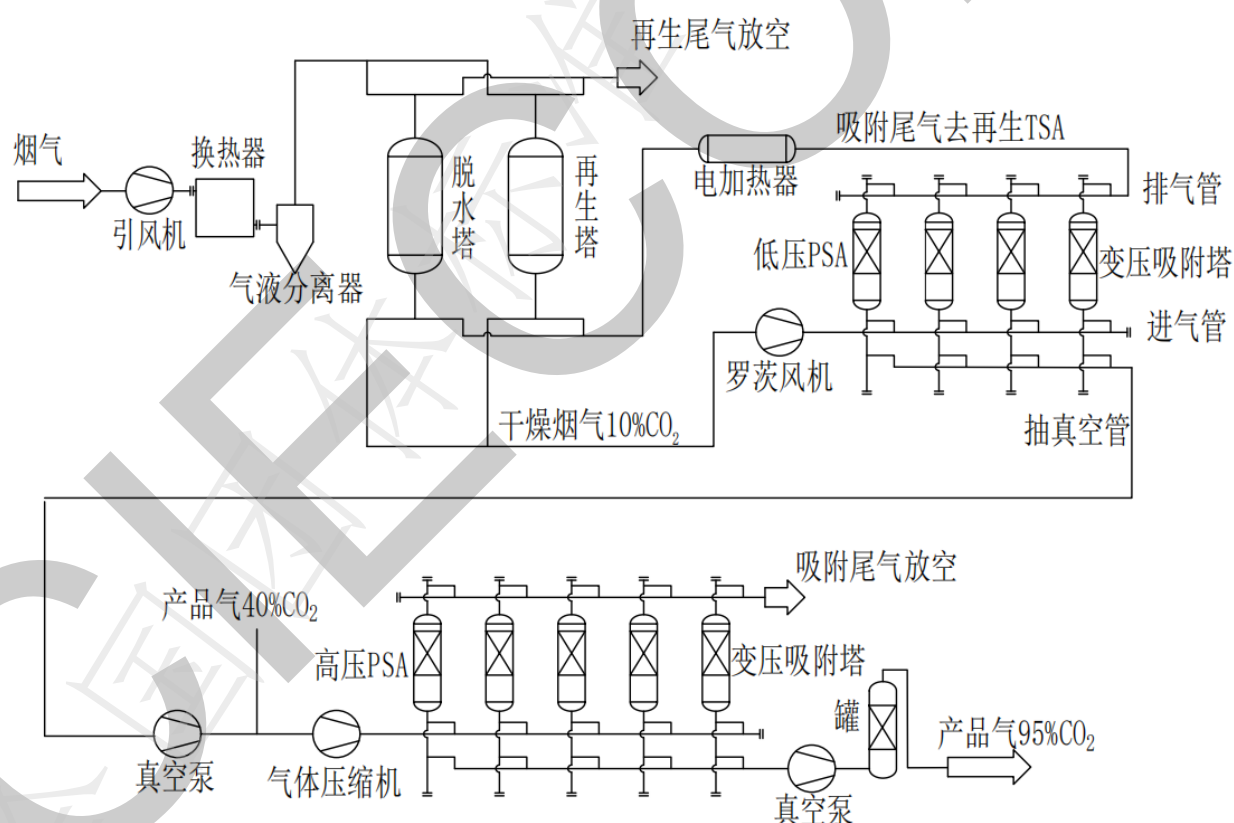 再生尾气放空
烟气
换热器
引风机
气液分离器
脱水塔
再生塔
电加热器
吸附尾气去再生TSA
排气管
低压PSA
变压吸附塔
进气管
罗茨风机
干燥烟气10%CO₂
抽真空管
吸附尾气放空
产品气40%CO₂
高压PSA
变压吸附塔
罐
产品气95%CO₂
真空泵
气体压缩机
真空泵